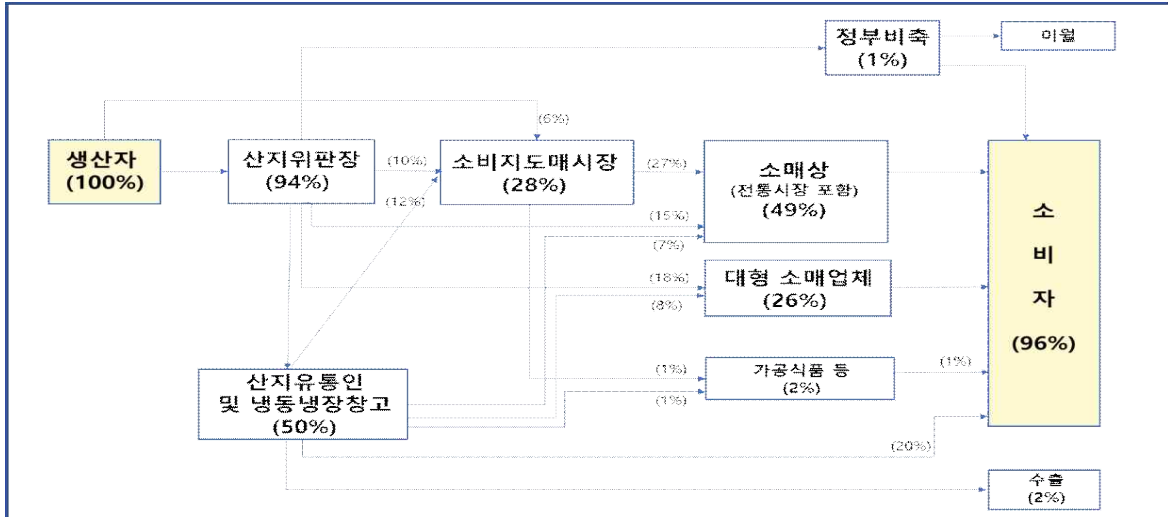 정부비축
(1%)
이월
(6%)
생산자
(100%)
산지위판장
(94%)
(10%)
소비지도매시장
(28%)
(27%)
소매상
(전통시장 포함)
(49%)
소
비
자
(96%)
(12%)
(15%)
(7%)
(18%)
대형 소매업체
(26%)
(8%)
산지유통인
및 냉동냉장창고
(50%)
(1%)
(1%)
가공식품 등
(2%)
(1%)
(20%)
수출
(2%)